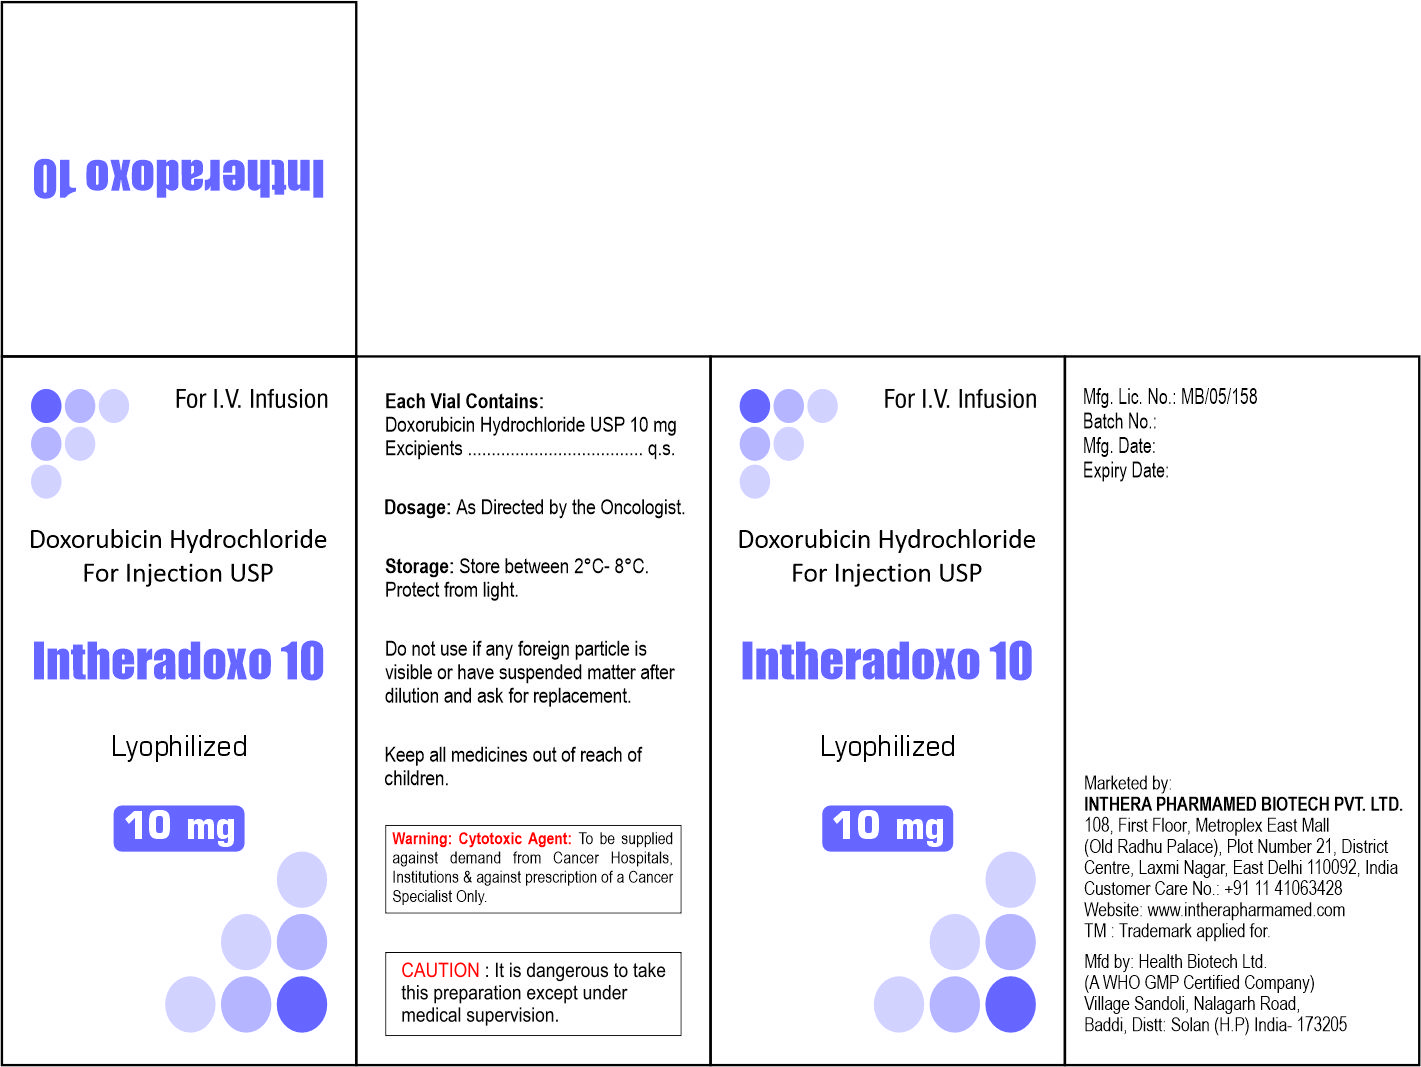 Intheradoxo 10
For I.V. Infusion
Doxorubicin Hydrochloride
For Injection USP
Intheradoxo 10
Lyophilized
10 mg
Each Vial Contains:
Doxorubicin Hydrochloride USP 10 mg
Excipients ..................................... q.s.
Dosage: As Directed by the Oncologist.
Storage: Store between 2°C- 8°C.
Protect from light.
Do not use if any foreign particle is
visible or have suspended matter after
dilution and ask for replacement.
Keep all medicines out of reach of
children.
Warning: Cytotoxic Agent: To be supplied
against demand from Cancer Hospitals,
Institutions & against prescription of a Cancer
Specialist Only.
CAUTION : It is dangerous to take
this preparation except under
medical supervision.
For I.V. Infusion
Doxorubicin Hydrochloride
For Injection USP
Intheradoxo 10
Lyophilized
10 mg
Mfg. Lic. No.: MB/05/158
Batch No.:
Mfg. Date:
Expiry Date:
Marketed by:
INTHERA PHARMAMED BIOTECH PVT. LTD.
108, First Floor, Metroplex East Mall
(Old Radhu Palace), Plot Number 21, District
Centre, Laxmi Nagar, East Delhi 110092, India
Customer Care No.: +91 11 41063428
Website: www.intherapharmamed.com
TM : Trademark applied for.
Mfd by: Health Biotech Ltd.
(A WHO GMP Certified Company)
Village Sandoli, Nalagarh Road,
Baddi, Distt: Solan (H.P) India- 173205